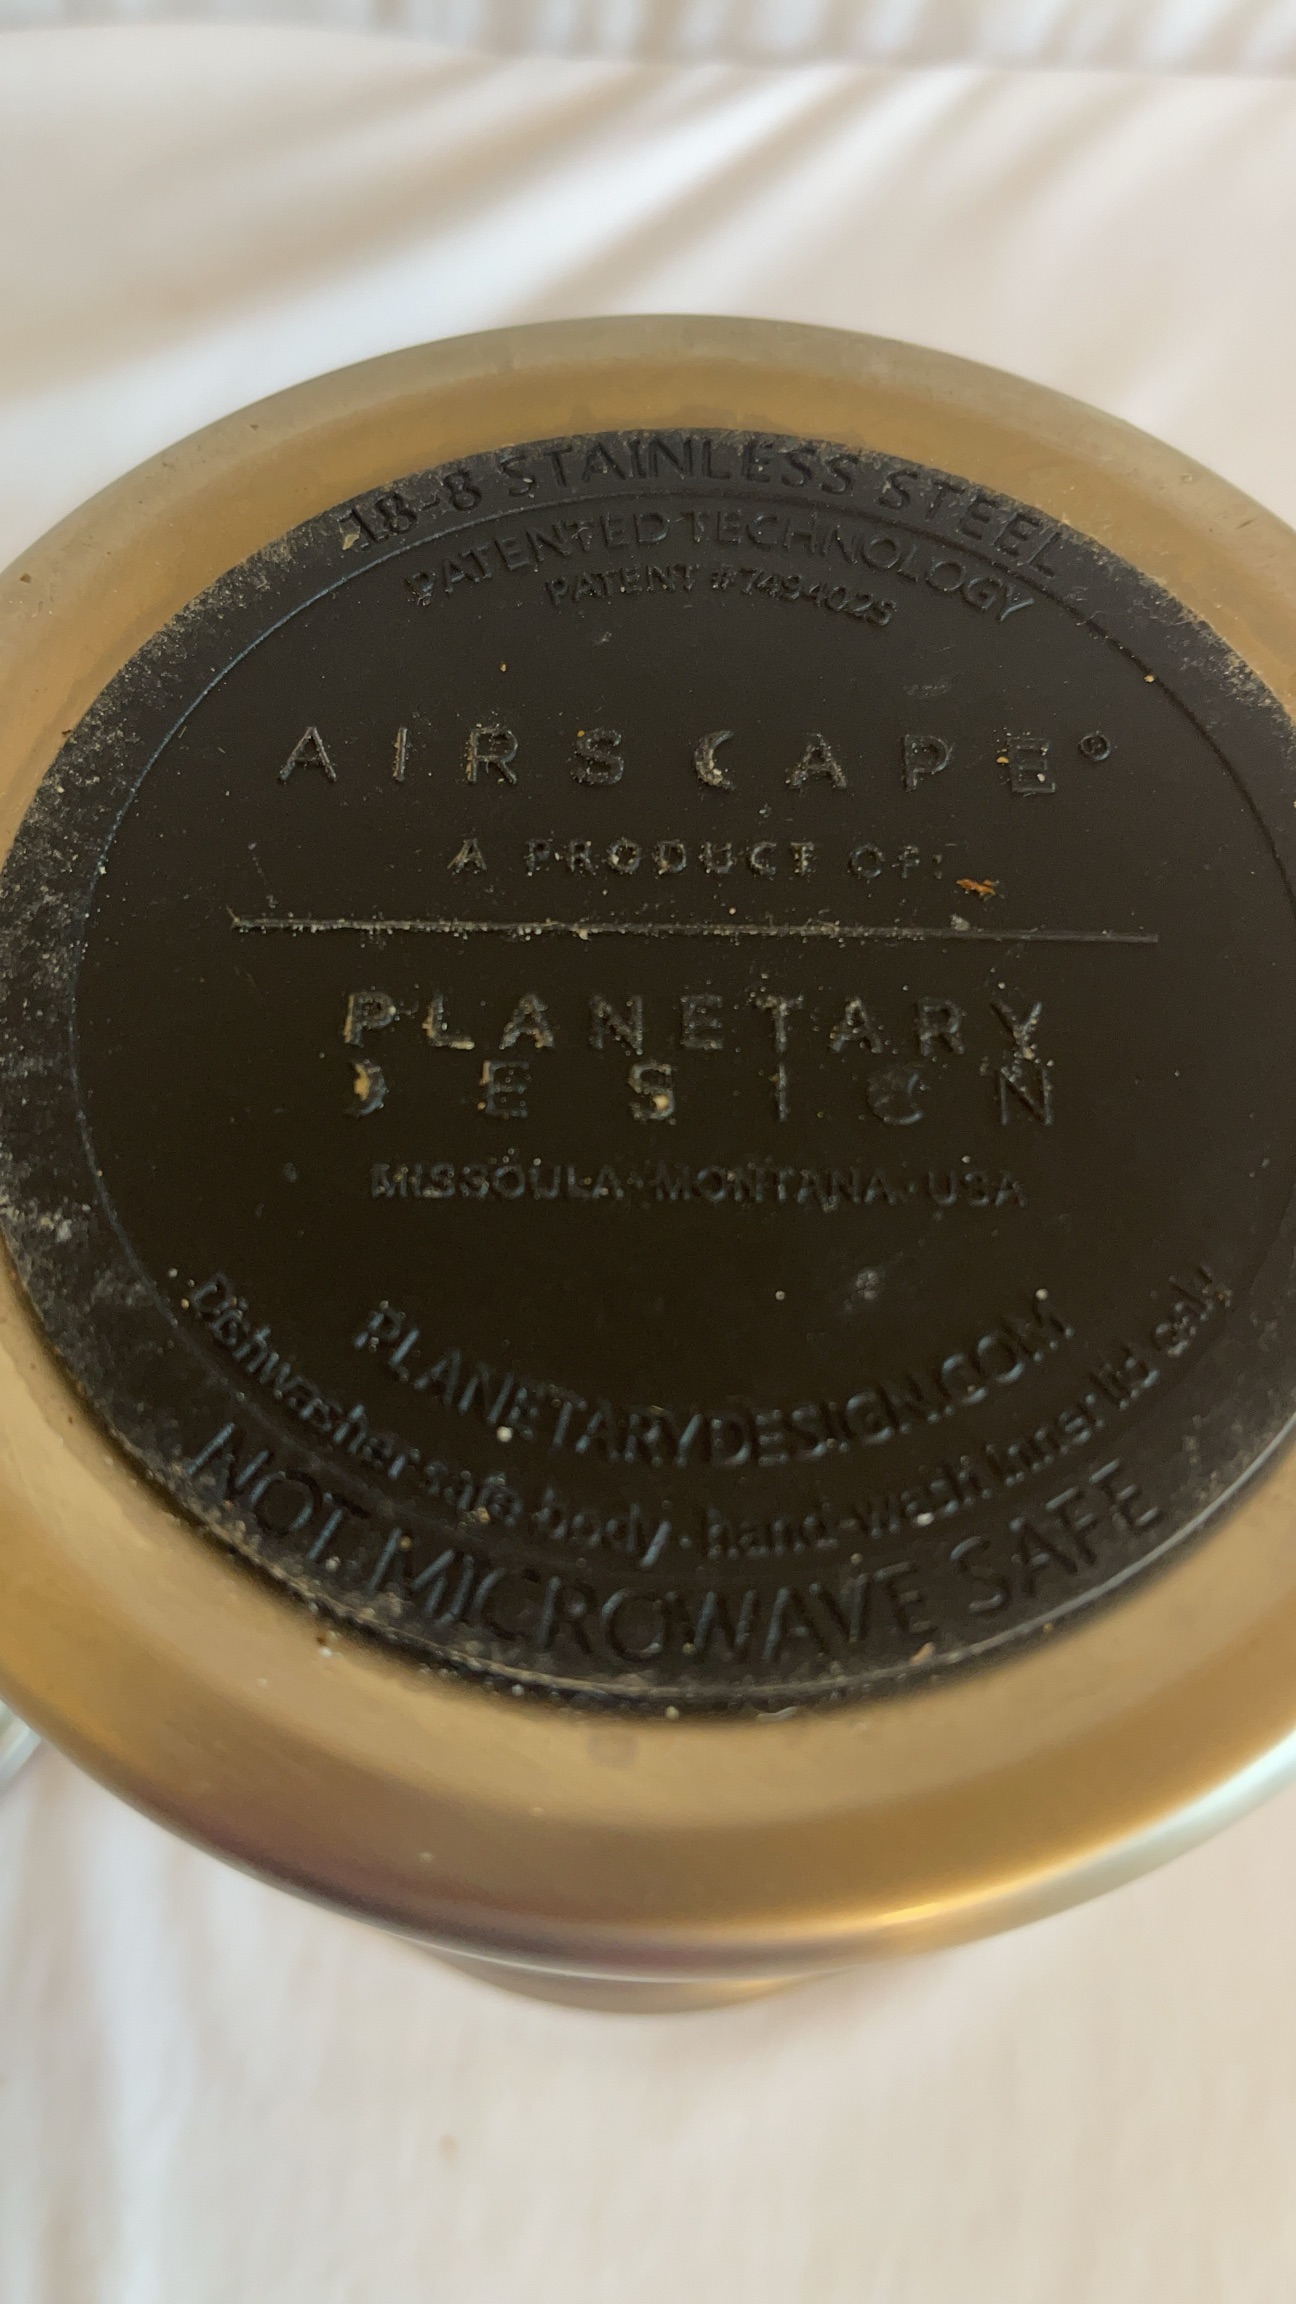 18-8 STAINLESS STEEL
PATENTED TECHNOLOGY
PATENT #7494025
AIRSCAPE®
A PRODUCT OF:
PLANETARY
DESIGN
MISSOULA·MONTANA·USA
PLANETARYDESIGN.COM
Dishwasher safe body · hand-wash inner lid only
NOT MICROWAVE SAFE